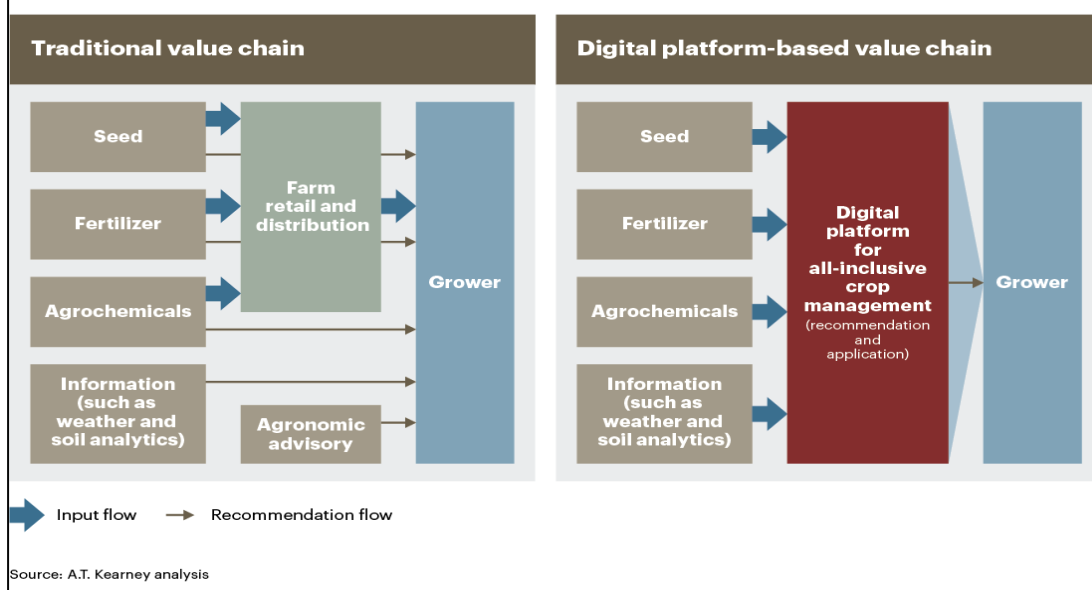 Traditional value chain
Seed
Fertilizer
Agrochemicals
Information
(such as
weather and
soil analytics)
Farm
retail and
distribution
Agronomic
advisory
Grower
Digital platform-based value chain
Seed
Fertilizer
Agrochemicals
Information
(such as
weather and
soil analytics)
Digital
platform
for
all-inclusive
crop
management
(recommendation
and
application)
Grower
Input flow
Recommendation flow
Source: A.T. Kearney analysis